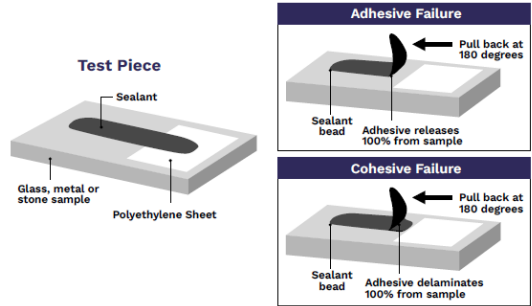 Test Piece
Sealant
Glass, metal or
stone sample
Polyethylene Sheet
Adhesive Failure
Pull back at
180 degrees
Sealant
bead
Adhesive releases
100% from sample
Cohesive Failure
Pull back at
180 degrees
Sealant
bead
Adhesive delaminates
100% from sample